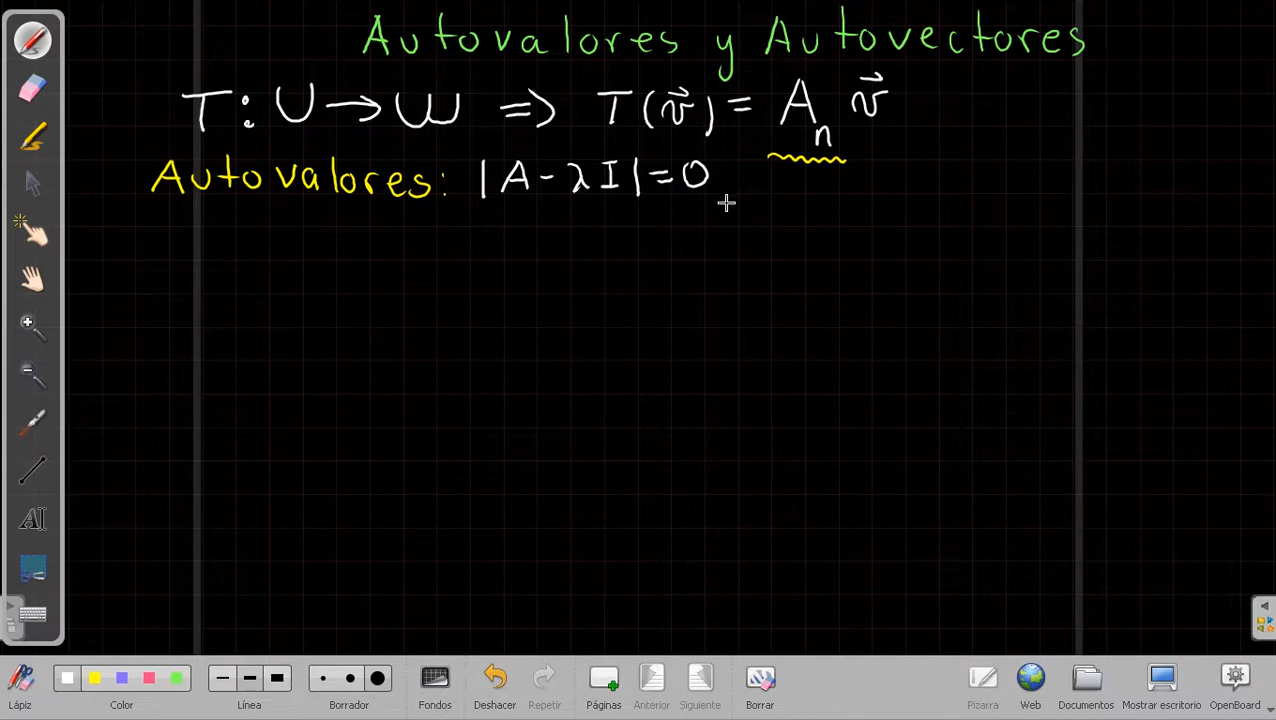 Autovalores y Autovectores
T: U → W => T(v⃗) = Aₙ v⃗
Autovalores: |A - λI| = 0
Lápiz
Color
Línea
Borrador
Fondos
Deshacer
Repetir
Páginas
Anterior
Siguiente
Borrar
Pizarra
Web
Documentos
Mostrar escritorio
OpenBoard